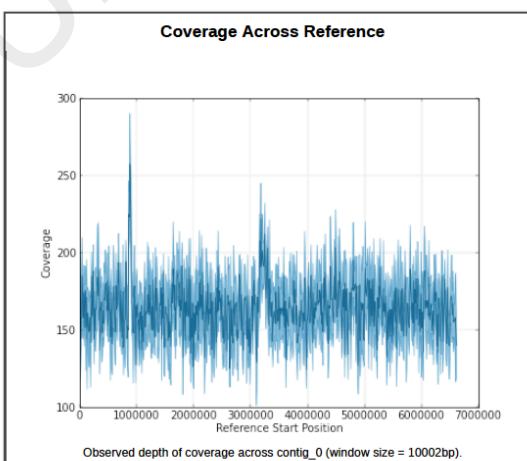 Coverage Across Reference
300
250
200
150
100
Coverage
0 1000000 2000000 3000000 4000000 5000000 6000000 7000000
Reference Start Position
Observed depth of coverage across contig_0 (window size = 10002bp).